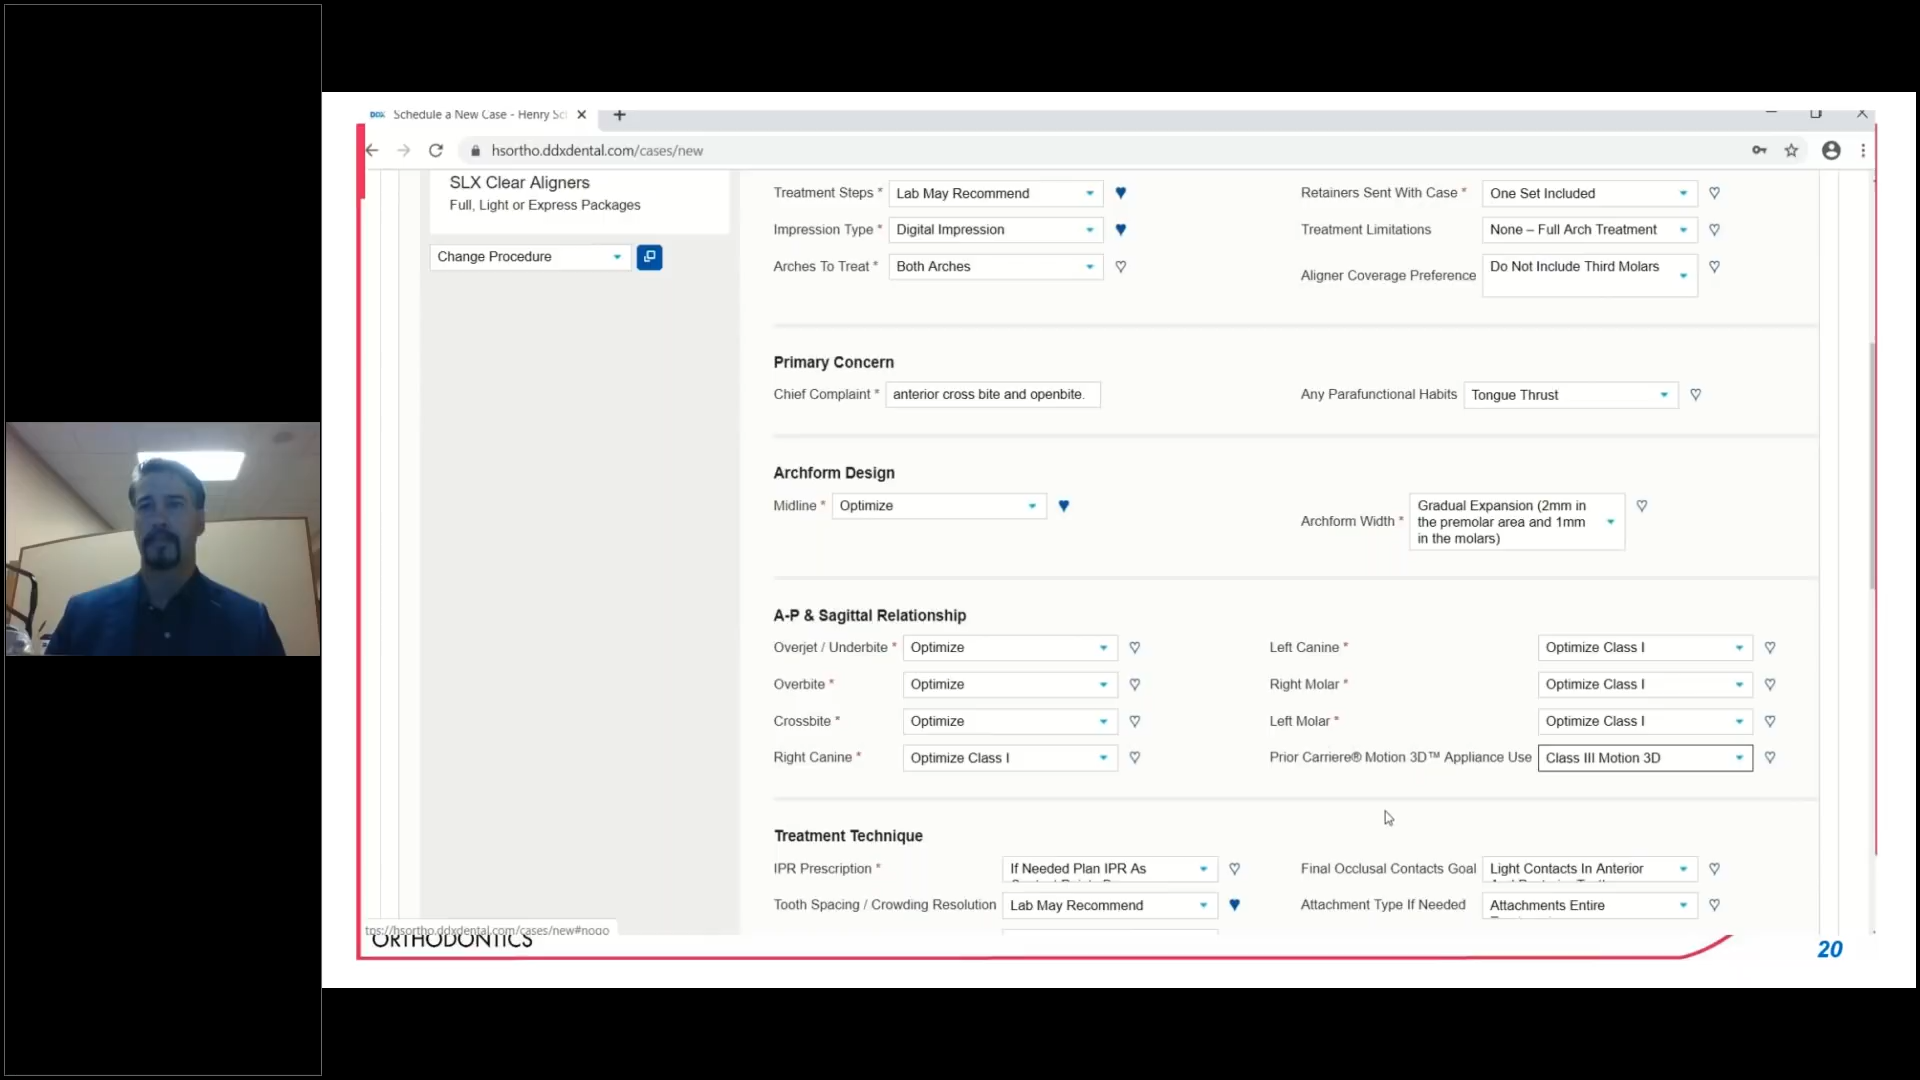 DDX Schedule a New Case - Henry Sc
hsortho.ddxdental.com/cases/new
SLX Clear Aligners
Full, Light or Express Packages
Change Procedure
Treatment Steps * Lab May Recommend
Retainers Sent With Case * One Set Included
Impression Type * Digital Impression
Treatment Limitations None – Full Arch Treatment
Arches To Treat * Both Arches
Aligner Coverage Preference Do Not Include Third Molars
Primary Concern
Chief Complaint * anterior cross bite and openbite.
Any Parafunctional Habits Tongue Thrust
Archform Design
Midline * Optimize
Archform Width * Gradual Expansion (2mm in
the premolar area and 1mm
in the molars)
A-P & Sagittal Relationship
Overjet / Underbite * Optimize
Left Canine * Optimize Class I
Overbite * Optimize
Right Molar * Optimize Class I
Crossbite * Optimize
Left Molar * Optimize Class I
Right Canine * Optimize Class I
Prior Carriere® Motion 3D™ Appliance Use Class III Motion 3D
Treatment Technique
IPR Prescription * If Needed Plan IPR As
Final Occlusal Contacts Goal Light Contacts In Anterior
Tooth Spacing / Crowding Resolution Lab May Recommend
Attachment Type If Needed Attachments Entire
tps://hsortho.ddxdental.com/cases/new#nogo
ORTHODONTICS
20